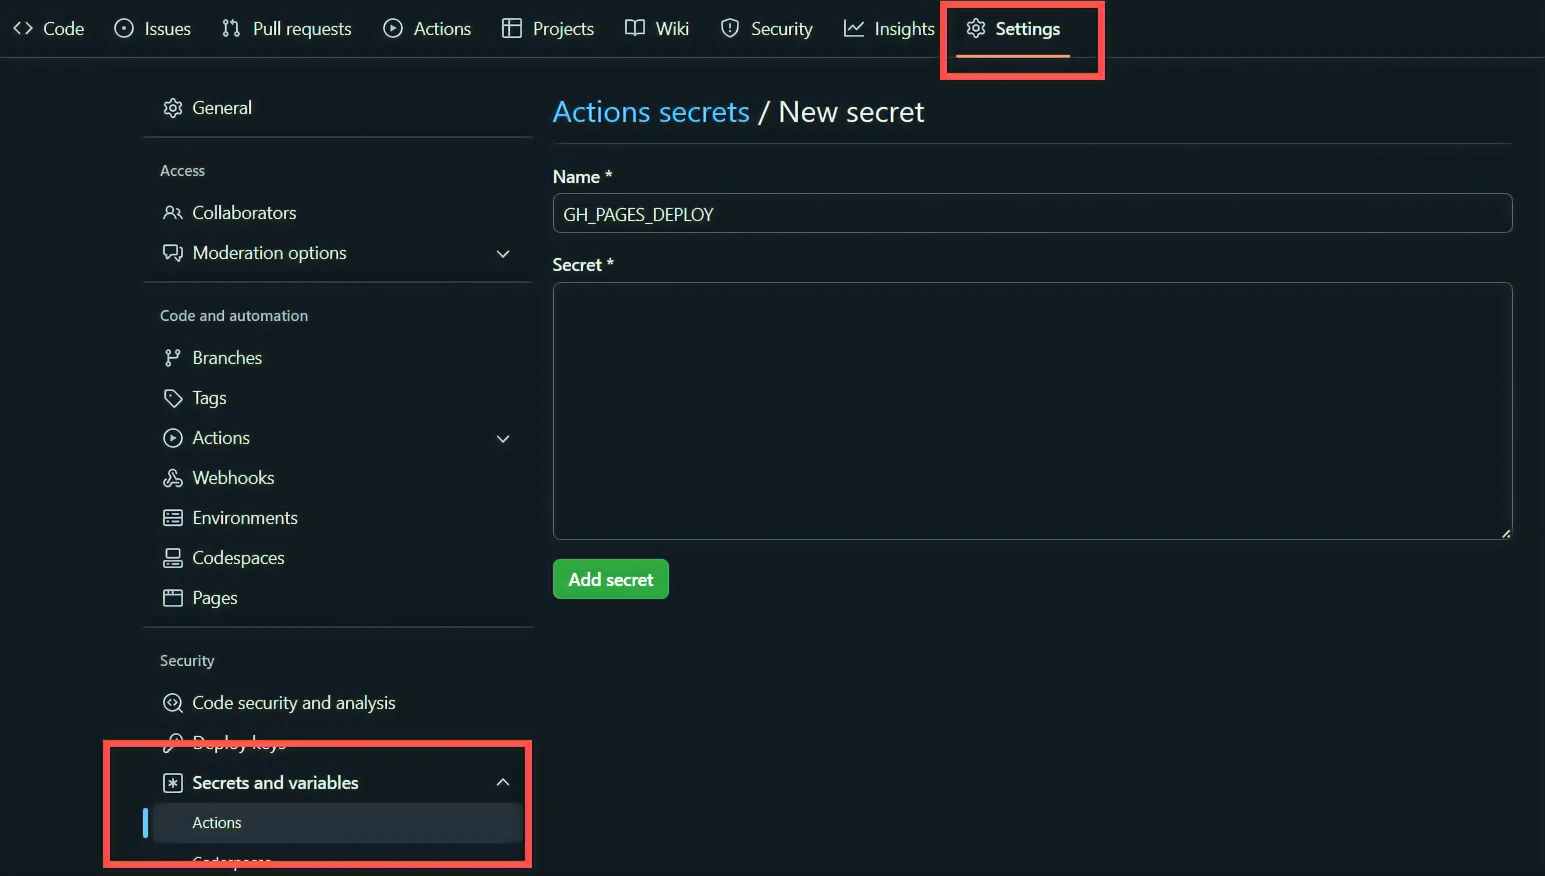 Code Issues Pull requests Actions Projects Wiki Security Insights Settings
General
Access
Collaborators
Moderation options
Code and automation
Branches
Tags
Actions
Webhooks
Environments
Codespaces
Pages
Security
Code security and analysis
Deploy keys
Secrets and variables
Actions
Codespaces
Actions secrets / New secret
Name *
GH_PAGES_DEPLOY
Secret *
Add secret